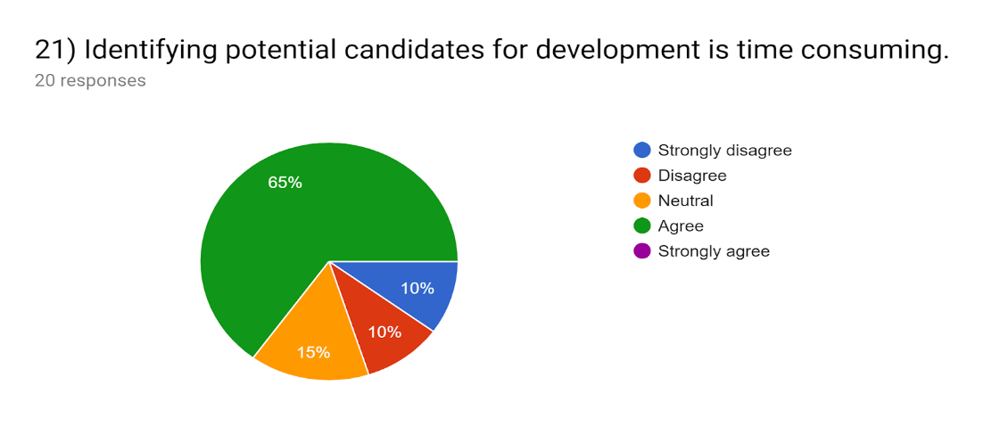 21) Identifying potential candidates for development is time consuming.
20 responses
65%
10%
10%
15%
Strongly disagree
Disagree
Neutral
Agree
Strongly agree